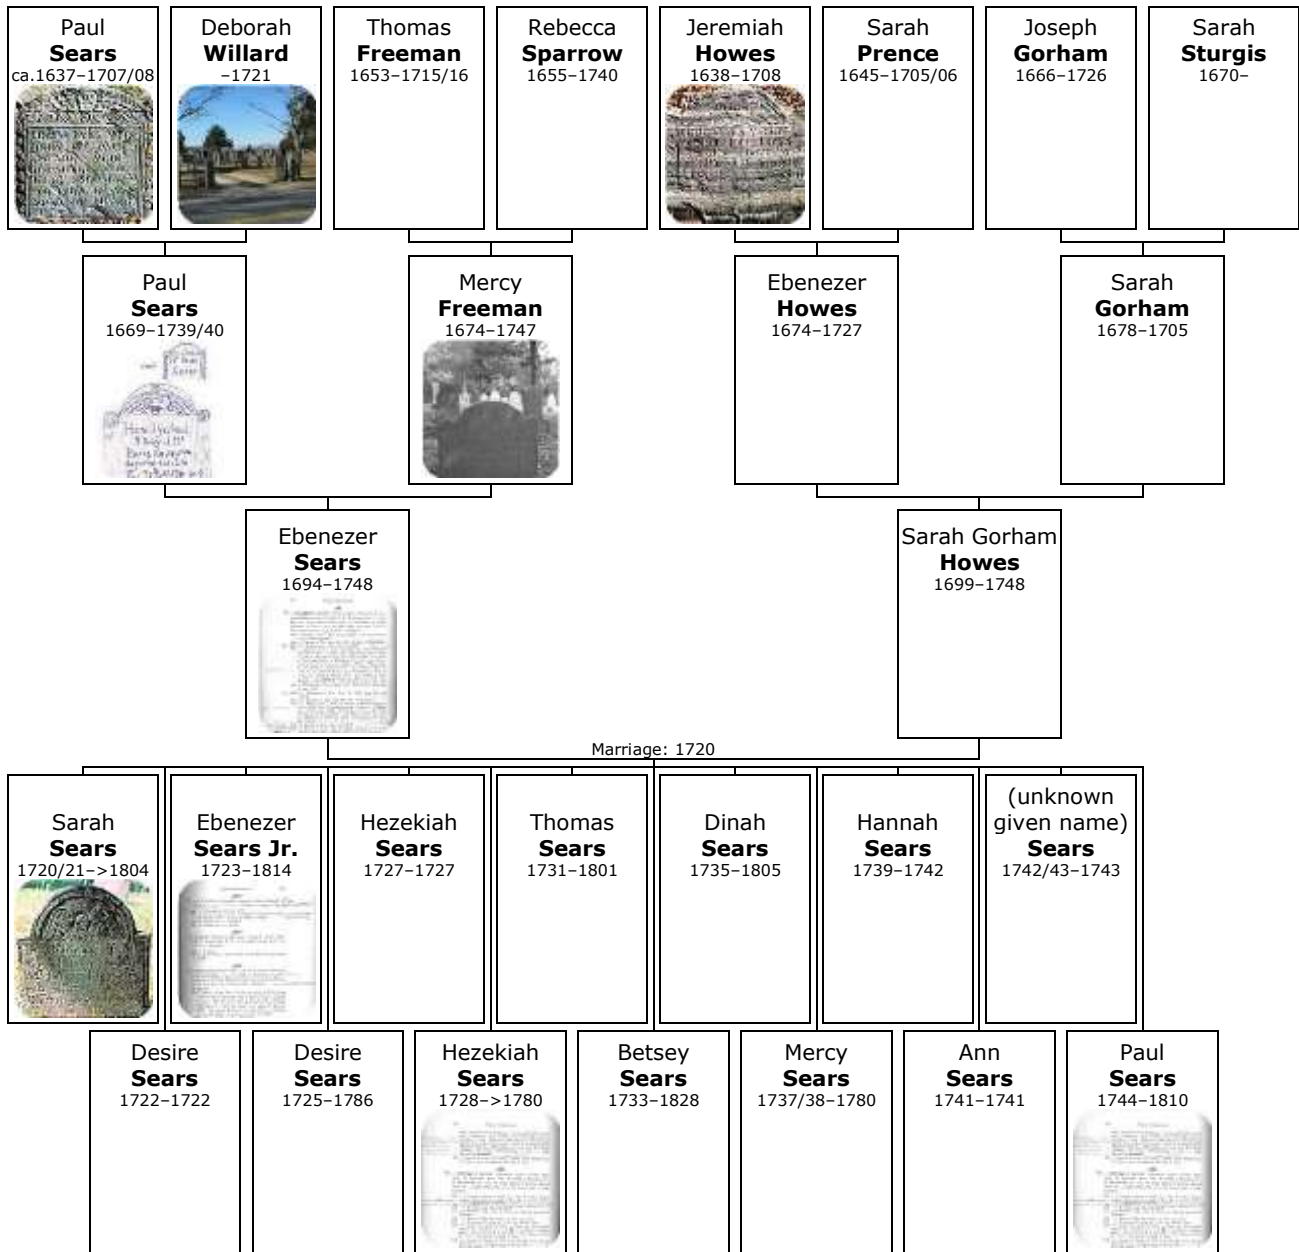 Paul
Sears
ca.1637–1707/08
Deborah
Willard
–1721
Thomas
Freeman
1653–1715/16
Rebecca
Sparrow
1655–1740
Jeremiah
Howes
1638–1708
Sarah
Prence
1645–1705/06
Joseph
Gorham
1666–1726
Sarah
Sturgis
1670–
Paul
Sears
1669–1739/40
Mercy
Freeman
1674–1747
Ebenezer
Howes
1674–1727
Sarah
Gorham
1678–1705
Ebenezer
Sears
1694–1748
Sarah Gorham
Howes
1699–1748
Marriage: 1720
Sarah
Sears
1720/21–>1804
Ebenezer
Sears Jr.
1723–1814
Hezekiah
Sears
1727–1727
Thomas
Sears
1731–1801
Dinah
Sears
1735–1805
Hannah
Sears
1739–1742
(unknown
given name)
Sears
1742/43–1743
Desire
Sears
1722–1722
Desire
Sears
1725–1786
Hezekiah
Sears
1728–>1780
Betsey
Sears
1733–1828
Mercy
Sears
1737/38–1780
Ann
Sears
1741–1741
Paul
Sears
1744–1810